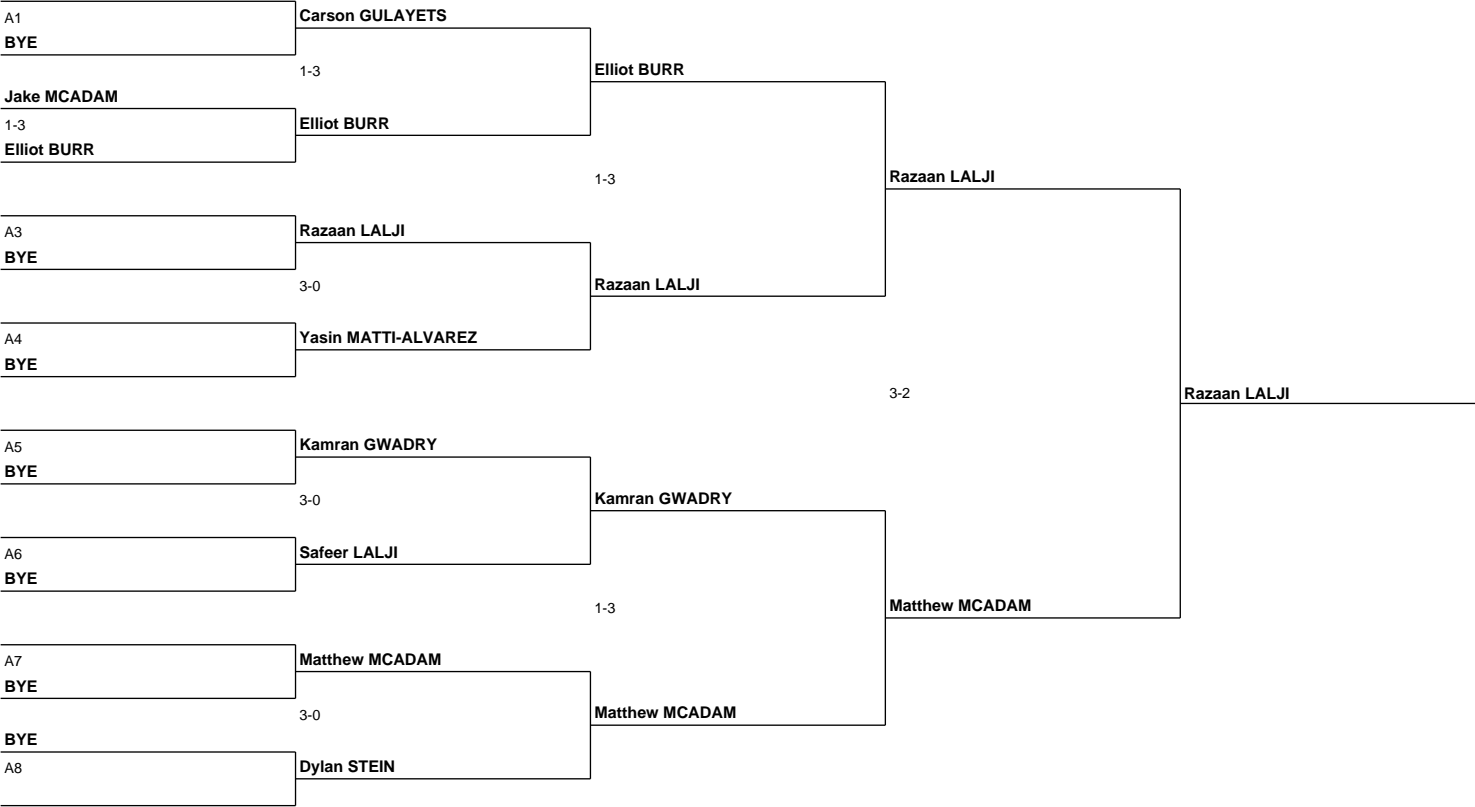 A1
BYE
Carson GULAYETS
1-3
Jake MCADAM
1-3
Elliot BURR
Elliot BURR
Elliot BURR
1-3
A3
BYE
Razaan LALJI
3-0
A4
BYE
Yasin MATTI-ALVAREZ
Razaan LALJI
Razaan LALJI
3-2
Razaan LALJI
A5
BYE
Kamran GWADRY
3-0
A6
BYE
Safeer LALJI
Kamran GWADRY
1-3
A7
BYE
Matthew MCADAM
3-0
BYE
A8
Dylan STEIN
Matthew MCADAM
Matthew MCADAM